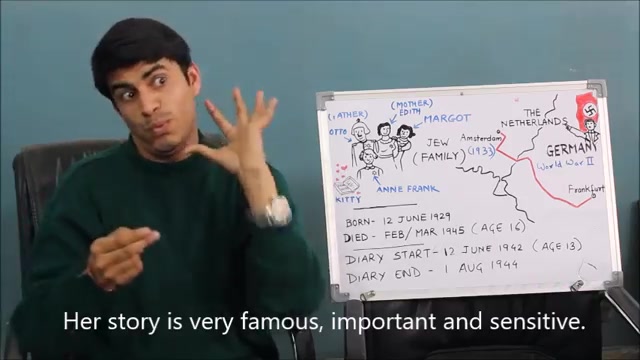 (FATHER)
OTTO
(MOTHER)
EDITH
MARGOT
ANNE FRANK
KITTY
JEW
(FAMILY)
THE
NETHERLANDS
Amsterdam
(1933)
GERMANY
World War II
Frankfurt
BORN- 12 JUNE 1929
DIED- FEB/MAR 1945 (AGE 16)
DIARY START- 12 JUNE 1942 (AGE 13)
DIARY END - 1 AUG 1944
Her story is very famous, important and sensitive.